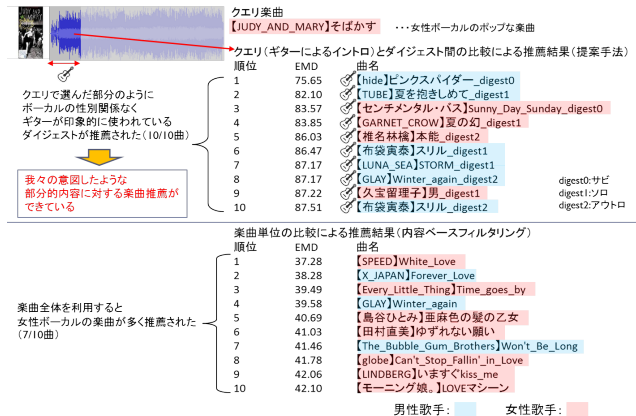 クエリ楽曲
【JUDY_AND_MARY】そばかす ・・・女性ボーカルのポップな楽曲
クエリ(ギターによるイントロ)とダイジェスト間の比較による推薦結果(提案手法)
順位 EMD 曲名
1 75.65 【hide】ピンクスパイダー_digest0
2 82.10 【TUBE】夏を抱きしめて_digest1
3 83.57 【センチメンタル・バス】Sunny_Day_Sunday_digest0
4 83.85 【GARNET_CROW】夏の幻_digest1
5 86.03 【椎名林檎】本能_digest2
6 86.47 【布袋寅泰】スリル_digest1
7 87.17 【LUNA_SEA】STORM_digest1
8 87.17 【GLAY】Winter_again_digest2
9 87.22 【久宝留理子】男_digest1
10 87.51 【布袋寅泰】スリル_digest2
クエリで選んだ部分のように
ボーカルの性別関係なく
ギターが印象的に使われている
ダイジェストが推薦された(10/10曲)
我々の意図したような
部分的内容に対する楽曲推薦が
できている
digest0:サビ
digest1:ソロ
digest2:アウトロ
楽曲単位の比較による推薦結果(内容ベースフィルタリング)
順位 EMD 曲名
1 37.28 【SPEED】White_Love
2 38.28 【X_JAPAN】Forever_Love
3 39.49 【Every_Little_Thing】Time_goes_by
4 39.58 【GLAY】Winter_again
5 40.69 【島谷ひとみ】亜麻色の髪の乙女
6 41.03 【田村直美】ゆずれない願い
7 41.46 【The_Bubble_Gum_Brothers】Won't_Be_Long
8 41.78 【globe】Can't_Stop_Fallin'_in_Love
9 42.06 【LINDBERG】いますぐkiss_me
10 42.10 【モーニング娘。】LOVEマシーン
楽曲全体を利用すると
女性ボーカルの楽曲が多く推薦された
(7/10曲)
男性歌手: 女性歌手: